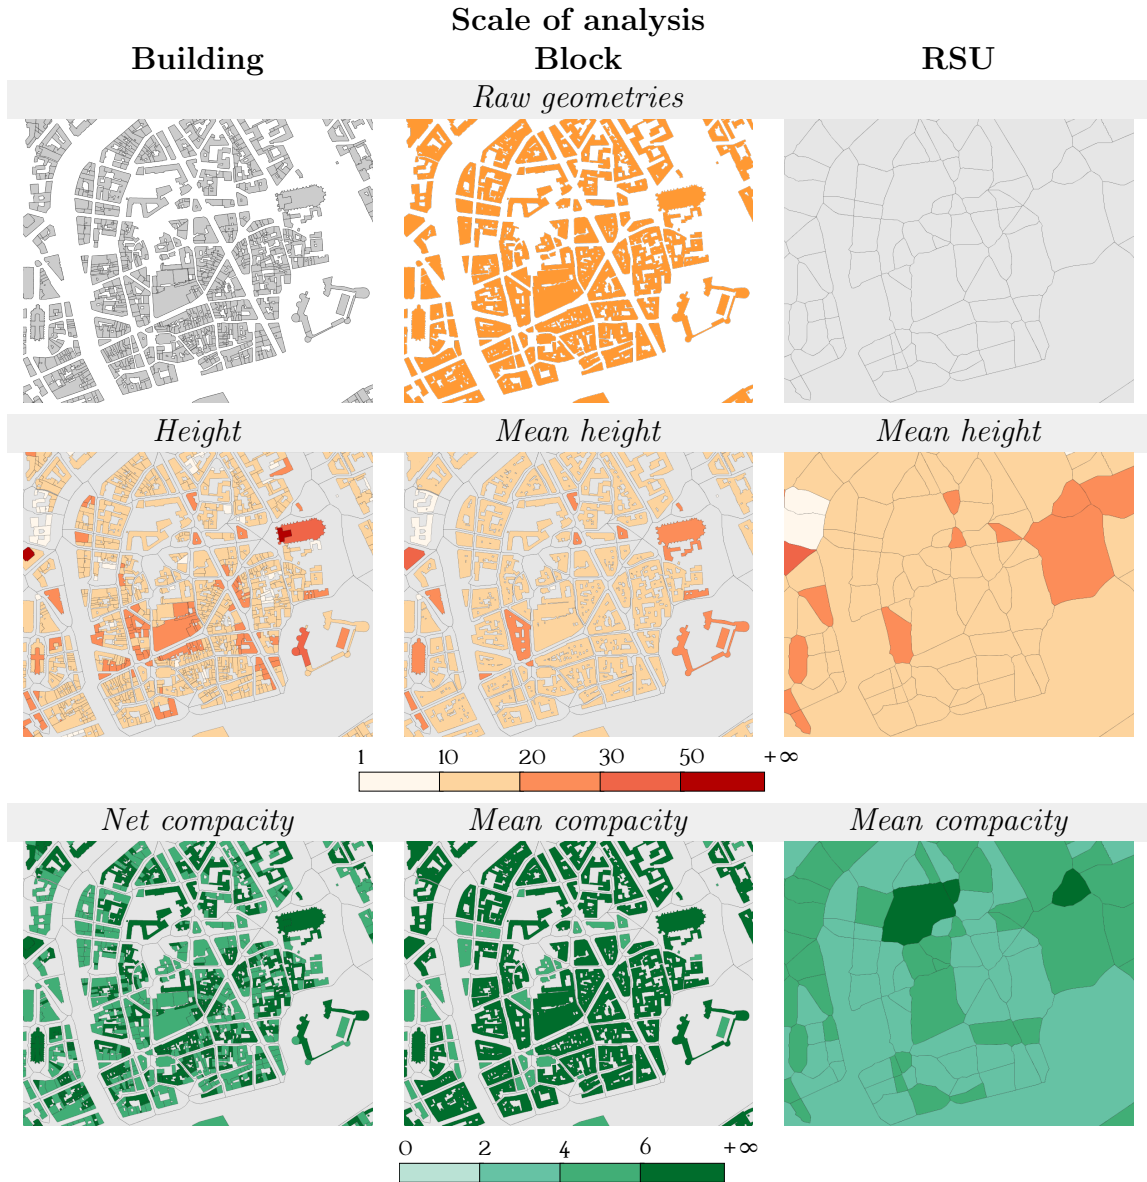 Scale of analysis
Building Block RSU
Raw geometries
Height Mean height Mean height
1 10 20 30 50 +∞
Net compacity Mean compacity Mean compacity
0 2 4 6 +∞